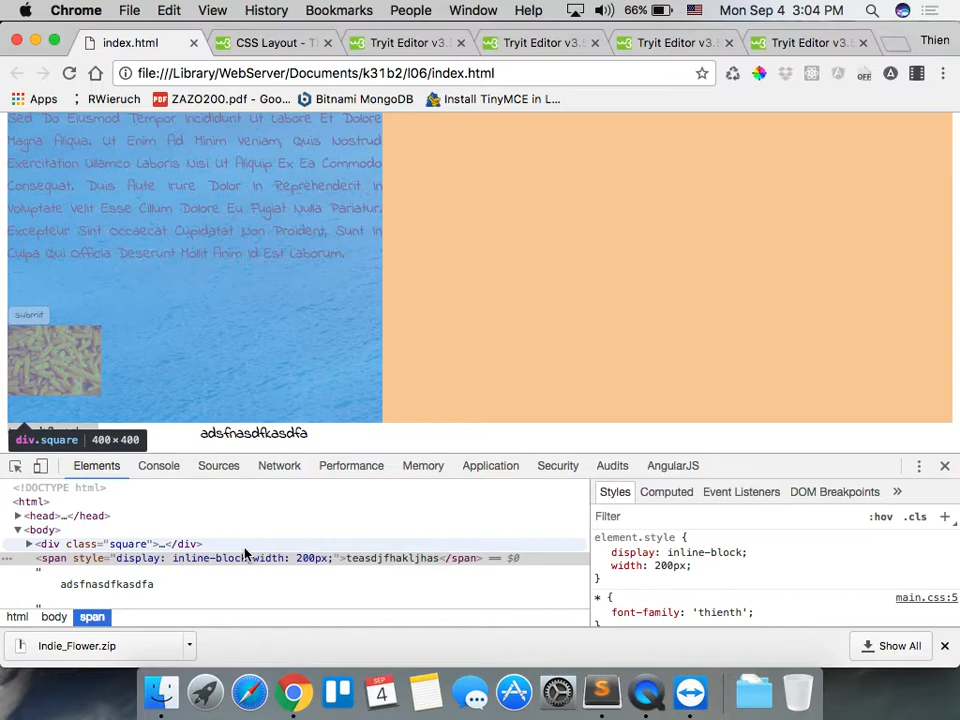 Chrome File Edit View History Bookmarks People Window Help 66% Mon Sep 4 3:04 PM
index.html CSS Layout - Th Tryit Editor v3. Tryit Editor v3. Tryit Editor v3. Tryit Editor v3. Thien
file:///Library/WebServer/Documents/k31b2/l06/index.html
Apps RWieruch ZAZO200.pdf - Goo... Bitnami MongoDB Install TinyMCE in L...
Sed Do Eiusmod Tempor Incididunt Ut Labore Et Dolore
Magna Aliqua. Ut Enim Ad Minim Veniam, Quis Nostrud
Exercitation Ullamco Laboris Nisi Ut Aliquip Ex Ea Commodo
Consequat. Duis Aute Irure Dolor In Reprehenderit In
Voluptate Velit Esse Cillum Dolore Eu Fugiat Nulla Pariatur.
Excepteur Sint Occaecat Cupidatat Non Proident, Sunt In
Culpa Qui Officia Deserunt Mollit Anim Id Est Laborum.
submit
adsfnasdfkasdfa
div.square 400×400
Elements Console Sources Network Performance Memory Application Security Audits AngularJS
<!DOCTYPE html>
<html>
<head>…</head>
<body>
<div class="square">…</div>
<span style="display: inline-block;width: 200px;">teasdjfhakljhas</span> == $0
"
adsfnasdfkasdfa
"
html body span
Styles Computed Event Listeners DOM Breakpoints »
Filter :hov .cls +
element.style {
display: inline-block;
width: 200px;
}
* { main.css:5
font-family: 'thienth';
Indie_Flower.zip Show All